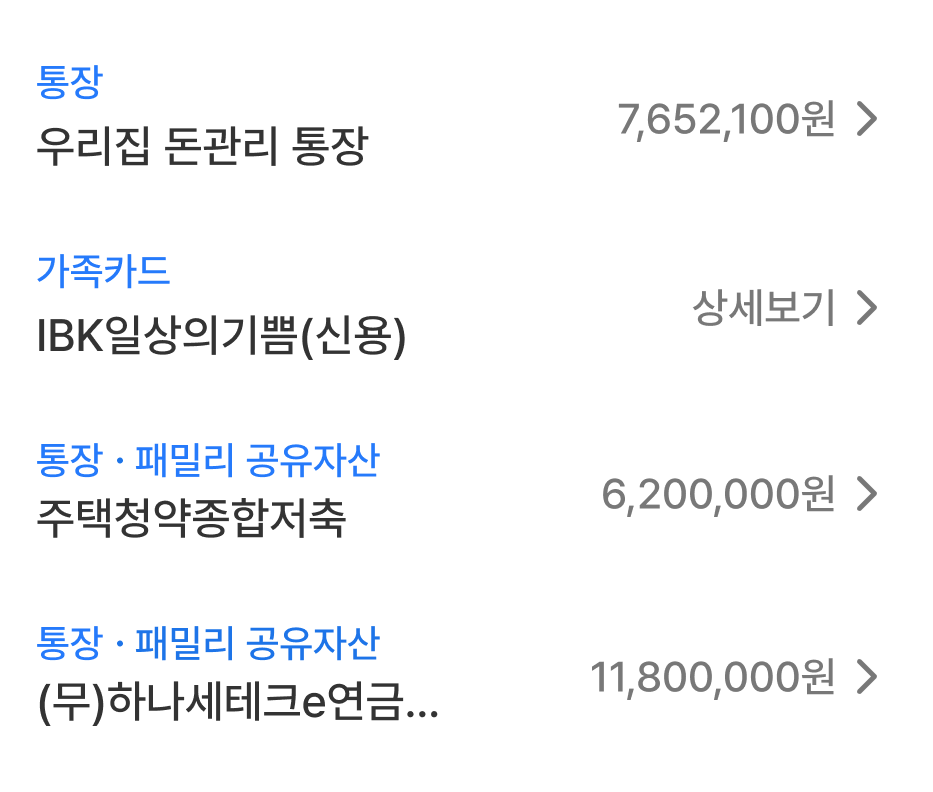 통장
우리집 돈관리 통장
7,652,100원
가족카드
IBK일상의기쁨(신용)
상세보기
통장 · 패밀리 공유자산
주택청약종합저축
6,200,000원
통장 · 패밀리 공유자산
(무)하나세테크e연금...
11,800,000원